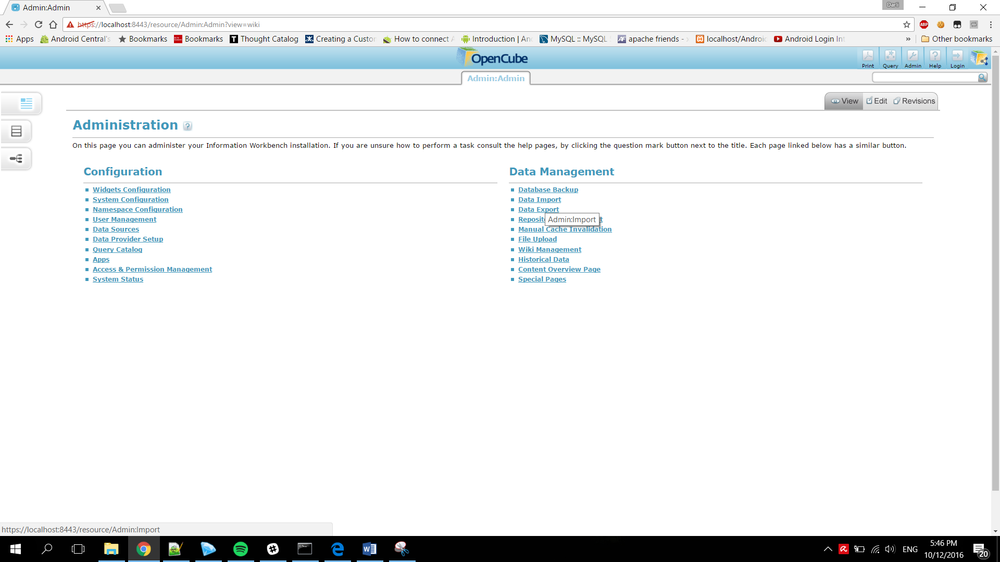 Admin:Admin
Darli
https://localhost:8443/resource/Admin:Admin?view=wiki
ABP
Apps Android Central's Bookmarks Bookmarks Thought Catalog Creating a Custor How to connect Introduction | An MySQL :: MySQL apache friends - localhost/Androi Android Login Int » Other bookmarks
OpenCube
Print Query Admin Help Login
Admin:Admin
View Edit Revisions
Administration ?
On this page you can administer your Information Workbench installation. If you are unsure how to perform a task consult the help pages, by clicking the question mark button next to the title. Each page linked below has a similar button.
Configuration
Widgets Configuration
System Configuration
Namespace Configuration
User Management
Data Sources
Data Provider Setup
Query Catalog
Apps
Access & Permission Management
System Status
Data Management
Database Backup
Data Import
Data Export
Admin:Import
Manual Cache Invalidation
File Upload
Wiki Management
Historical Data
Content Overview Page
Special Pages
https://localhost:8443/resource/Admin:Import
ENG
5:46 PM
10/12/2016
20